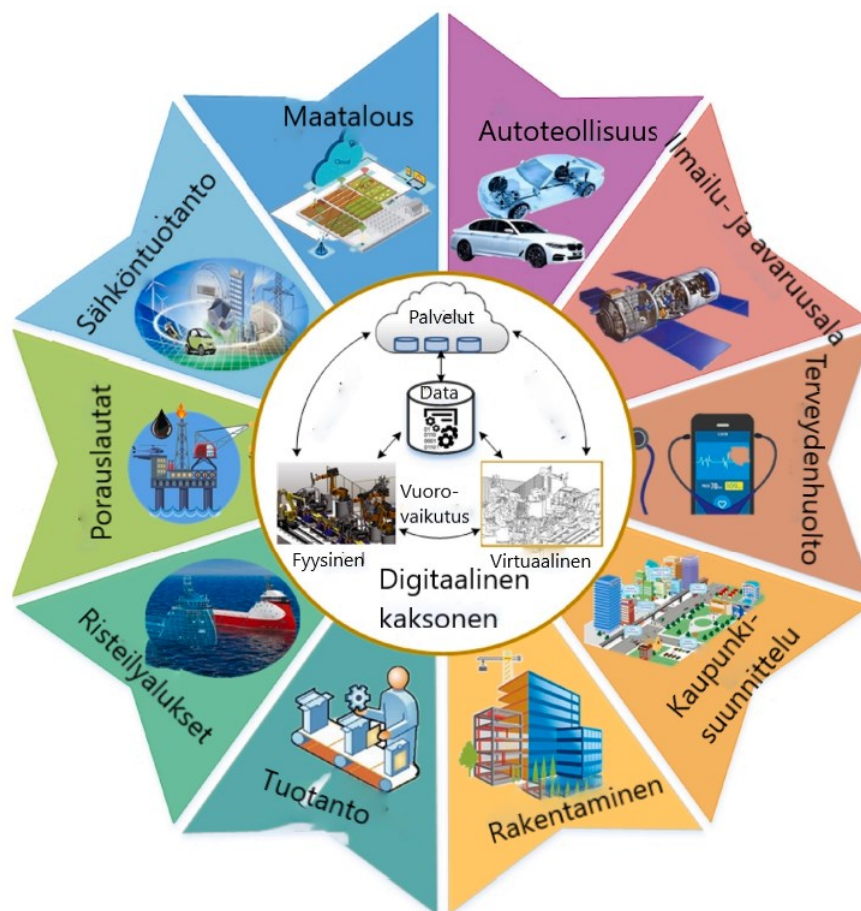 Maatalous
Cloud
Autoteollisuus
Ilmailu- ja avaruusala
Terveydenhuolto
Kaupunki-
suunnittelu
Rakentaminen
Tuotanto
Risteilyalukset
Porauslautat
Sähköntuotanto
Palvelut
Data
Vuoro-
vaikutus
Fyysinen
Virtuaalinen
Digitaalinen
kaksonen